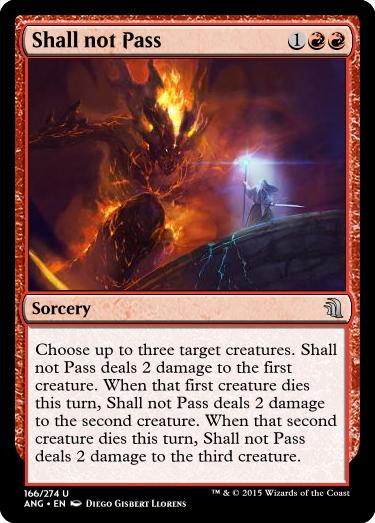 Shall not Pass 1
Sorcery
Choose up to three target creatures. Shall
not Pass deals 2 damage to the first
creature. When that first creature dies
this turn, Shall not Pass deals 2 damage
to the second creature. When that second
creature dies this turn, Shall not Pass
deals 2 damage to the third creature.
166/274 U
ANG • EN Diego Gisbert Llorens
™ & © 2015 Wizards of the Coast